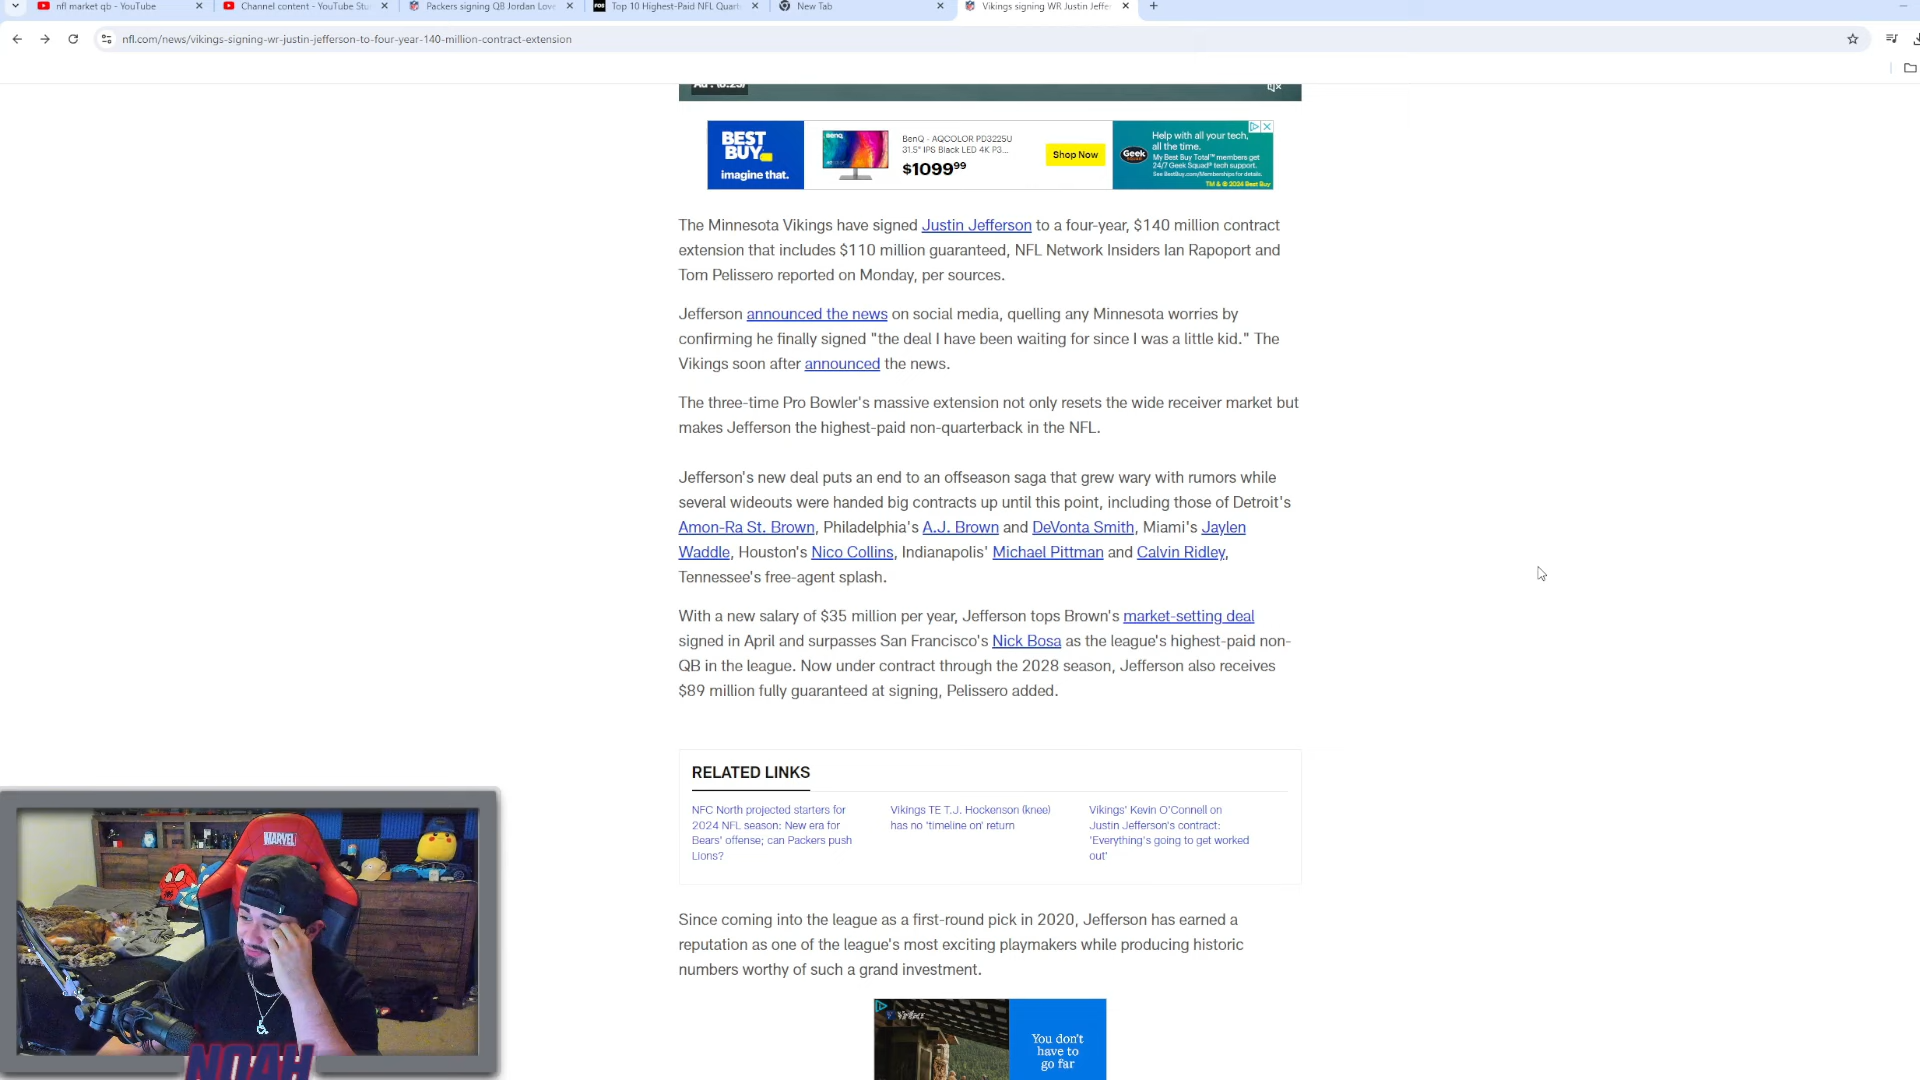 nfl market qb - YouTube
Channel content - YouTube Stu
Packers signing QB Jordan Love
Top 10 Highest-Paid NFL Quart
New Tab
Vikings signing WR Justin Jeffer
nfl.com/news/vikings-signing-wr-justin-jefferson-to-four-year-140-million-contract-extension
BEST
BUY
imagine that.
BenQ - AQCOLOR PD3225U
31.5" IPS Black LED 4K P3...
$1099⁹⁹
Shop Now
Geek
Help with all your tech,
all the time.
My Best Buy Total™ members get
24/7 Geek Squad® tech support.
See BestBuy.com/Memberships for details.
TM & © 2024 Best Buy
The Minnesota Vikings have signed Justin Jefferson to a four-year, $140 million contract
extension that includes $110 million guaranteed, NFL Network Insiders Ian Rapoport and
Tom Pelissero reported on Monday, per sources.
Jefferson announced the news on social media, quelling any Minnesota worries by
confirming he finally signed "the deal I have been waiting for since I was a little kid." The
Vikings soon after announced the news.
The three-time Pro Bowler's massive extension not only resets the wide receiver market but
makes Jefferson the highest-paid non-quarterback in the NFL.
Jefferson's new deal puts an end to an offseason saga that grew wary with rumors while
several wideouts were handed big contracts up until this point, including those of Detroit's
Amon-Ra St. Brown, Philadelphia's A.J. Brown and DeVonta Smith, Miami's Jaylen
Waddle, Houston's Nico Collins, Indianapolis' Michael Pittman and Calvin Ridley,
Tennessee's free-agent splash.
With a new salary of $35 million per year, Jefferson tops Brown's market-setting deal
signed in April and surpasses San Francisco's Nick Bosa as the league's highest-paid non-
QB in the league. Now under contract through the 2028 season, Jefferson also receives
$89 million fully guaranteed at signing, Pelissero added.
RELATED LINKS
NFC North projected starters for
2024 NFL season: New era for
Bears' offense; can Packers push
Lions?
Vikings TE T.J. Hockenson (knee)
has no 'timeline on' return
Vikings' Kevin O'Connell on
Justin Jefferson's contract:
'Everything's going to get worked
out'
Since coming into the league as a first-round pick in 2020, Jefferson has earned a
reputation as one of the league's most exciting playmakers while producing historic
numbers worthy of such a grand investment.
Vrbo
You don't
have to
go far
MARVEL
NOAH